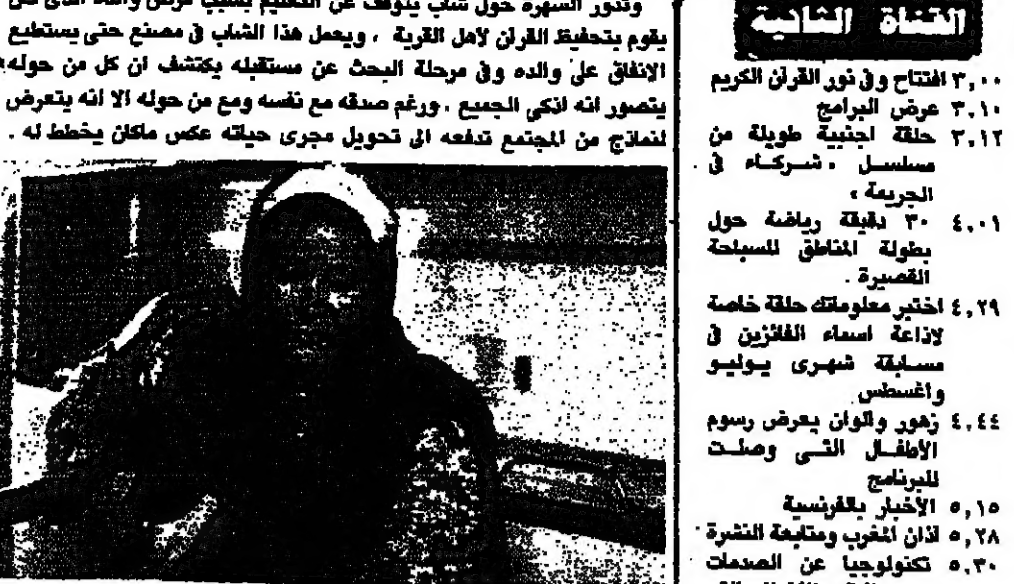 وتدور السهرة حول شاب يتوقف عن التعليم بسبب مرض والده الذى كان
يقوم بتحفيظ القرآن لأهل القرية ، ويعمل هذا الشاب فى مصنع حتى يستطيع
الانفاق على والده وفى مرحلة البحث عن مستقبله يكتشف ان كل من حوله
يتصور انه اذكى الجميع ، ورغم صدقه مع نفسه ومع من حوله الا أنه يتعرض
لنماذج من المجتمع تدفعه الى تحويل مجرى حياته عكس ماكان يخطط له .
القناة الثانية
٣,٠٠ افتتاح وفى نور القرآن الكريم
٣,١٠ عرض البرامج
٣,١٢ حلقة اجنبية طويلة من
مسلسل « شركاء فى
الجريمة »
٤,٠١ ٣٠ دقيقة رياضة حول
بطولة المناطق للسباحة
القصيرة .
٤,٢٩ اختبر معلوماتك حلقة خاصة
لاذاعة اسماء الفائزين فى
مسابقة شهرى يوليو
واغسطس
٤,٤٤ زهور والوان يعرض رسوم
الأطفال التى وصلت
للبرنامج
٥,١٥ الأخبار بالفرنسية
٥,٢٨ اذان المغرب ومتابعة النشرة
٥,٣٠ تكنولوجيا عن الصدمات